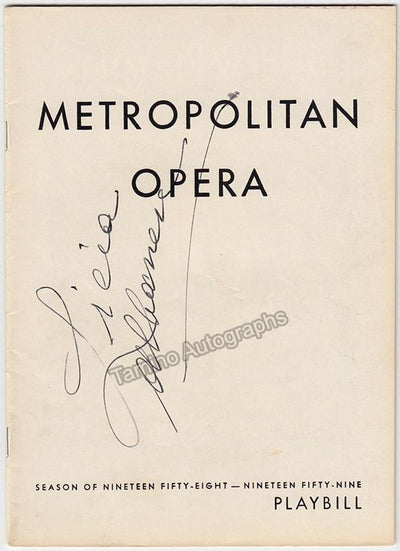 METROPOLITAN
OPERA
Licia
Albanese
Tamino Autographs
SEASON OF NINETEEN FIFTY-EIGHT — NINETEEN FIFTY-NINE
PLAYBILL